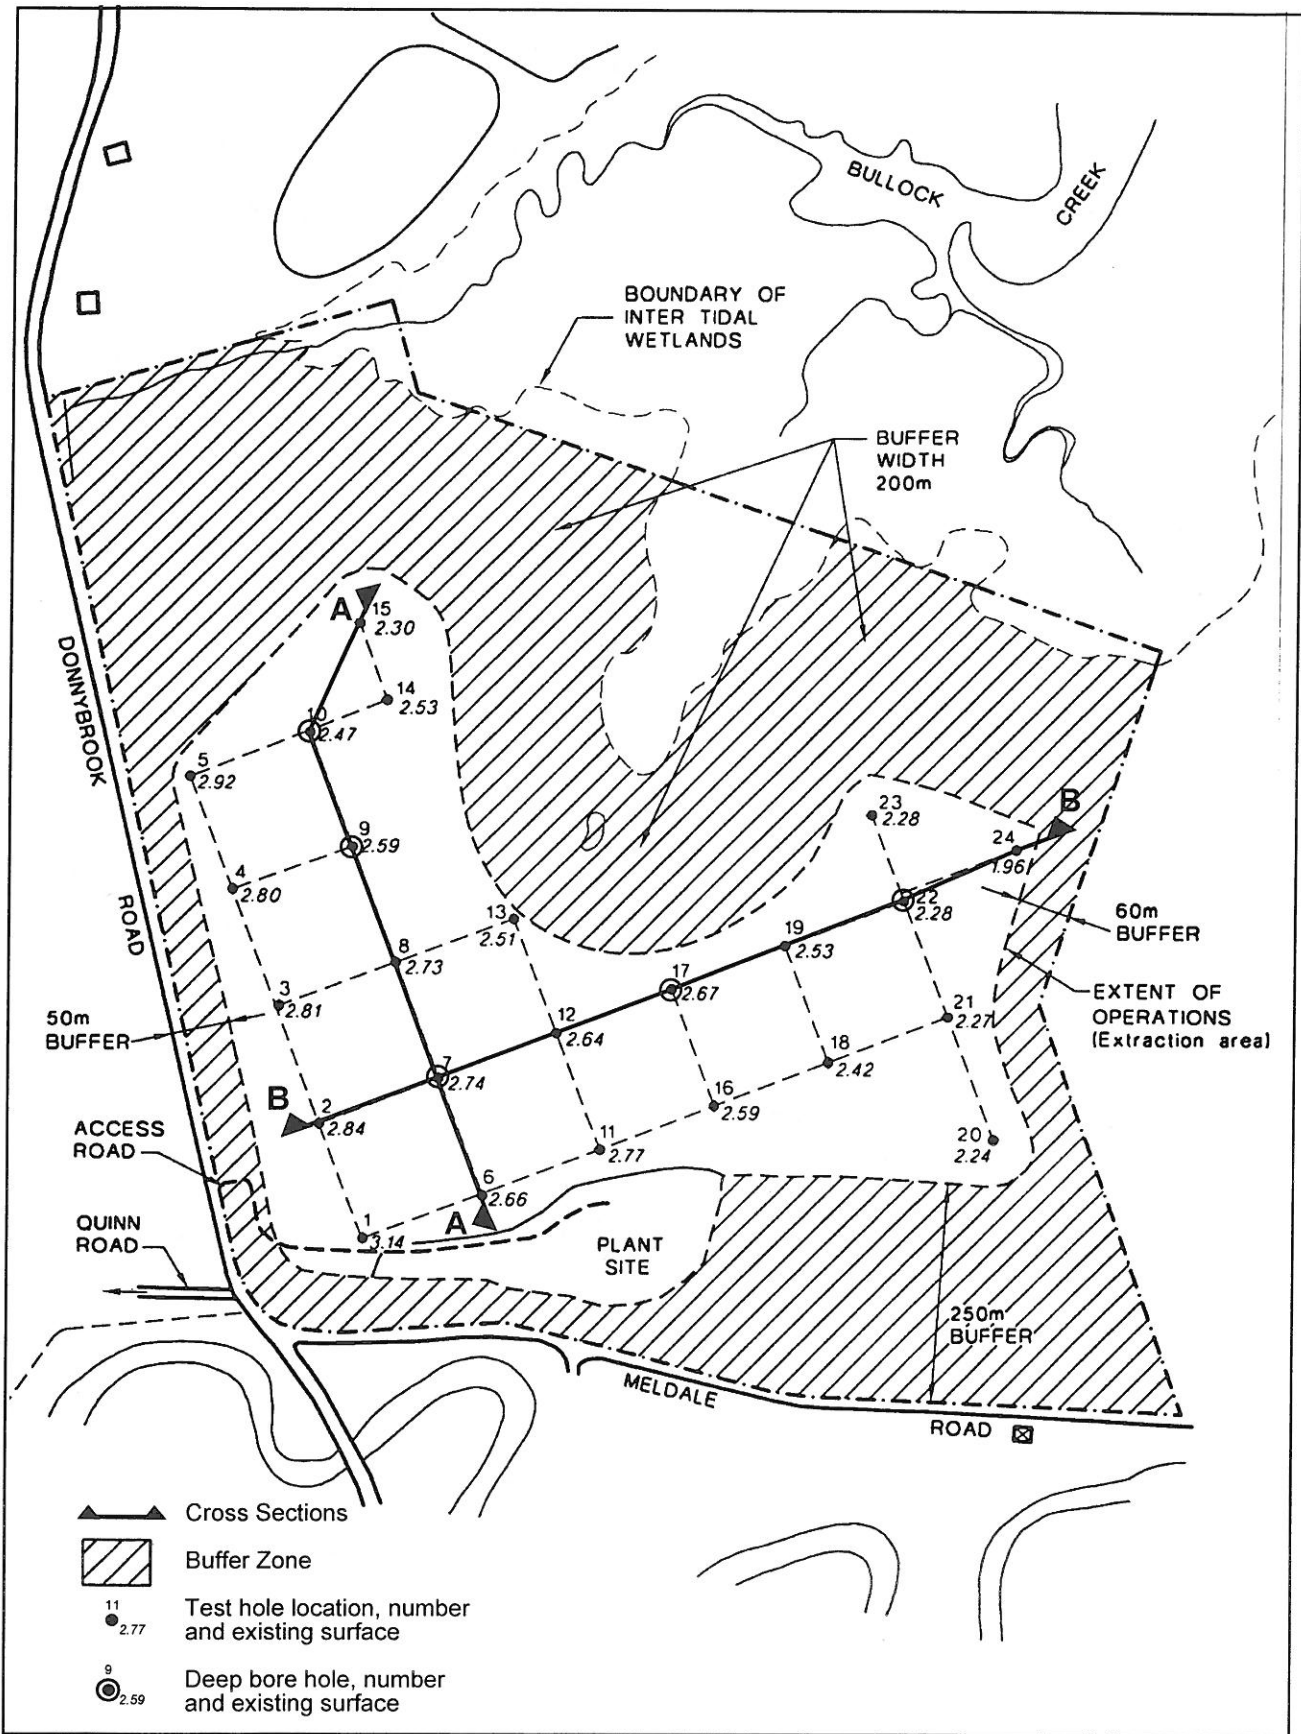 BULLOCK
CREEK
BOUNDARY OF
INTER TIDAL
WETLANDS
BUFFER
WIDTH
200m
A
15
2.30
14
2.53
10
2.47
5
2.92
DONNYBROOK
ROAD
9
2.59
4
2.80
23
2.28
B
24
1.96
22
2.28
60m
BUFFER
13
2.51
19
2.53
8
2.73
17
2.67
3
2.81
50m
BUFFER
EXTENT OF
OPERATIONS
(Extraction area)
21
2.27
12
2.64
18
2.42
7
2.74
16
2.59
B
2
2.84
ACCESS
ROAD
11
2.77
20
2.24
6
2.66
A
1
3.14
QUINN
ROAD
PLANT
SITE
250m
BUFFER
MELDALE
ROAD
Cross Sections
Buffer Zone
11
2.77
Test hole location, number
and existing surface
9
2.59
Deep bore hole, number
and existing surface